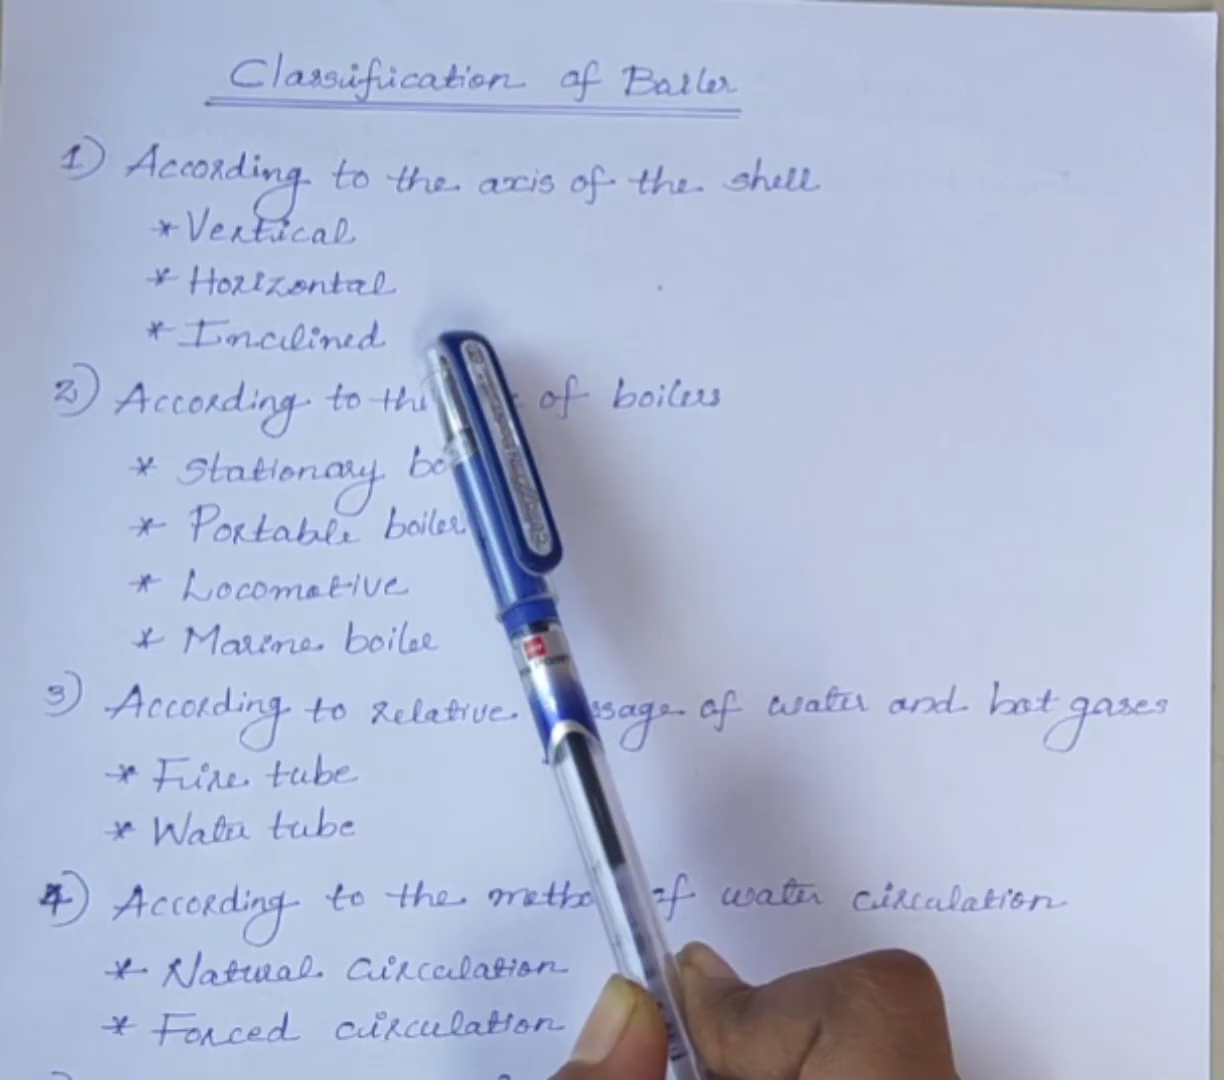 Classification of Boiler
1) According to the axis of the shell
* Vertical
* Horizontal
* Inclined
2) According to the of boilers
* Stationary
* Portable boiler
* Locomotive
* Marine boiler
3) According to relative of water and hot gases
* Fire tube
* Water tube
4) According to the of water circulation
* Natural circulation
* Forced circulation